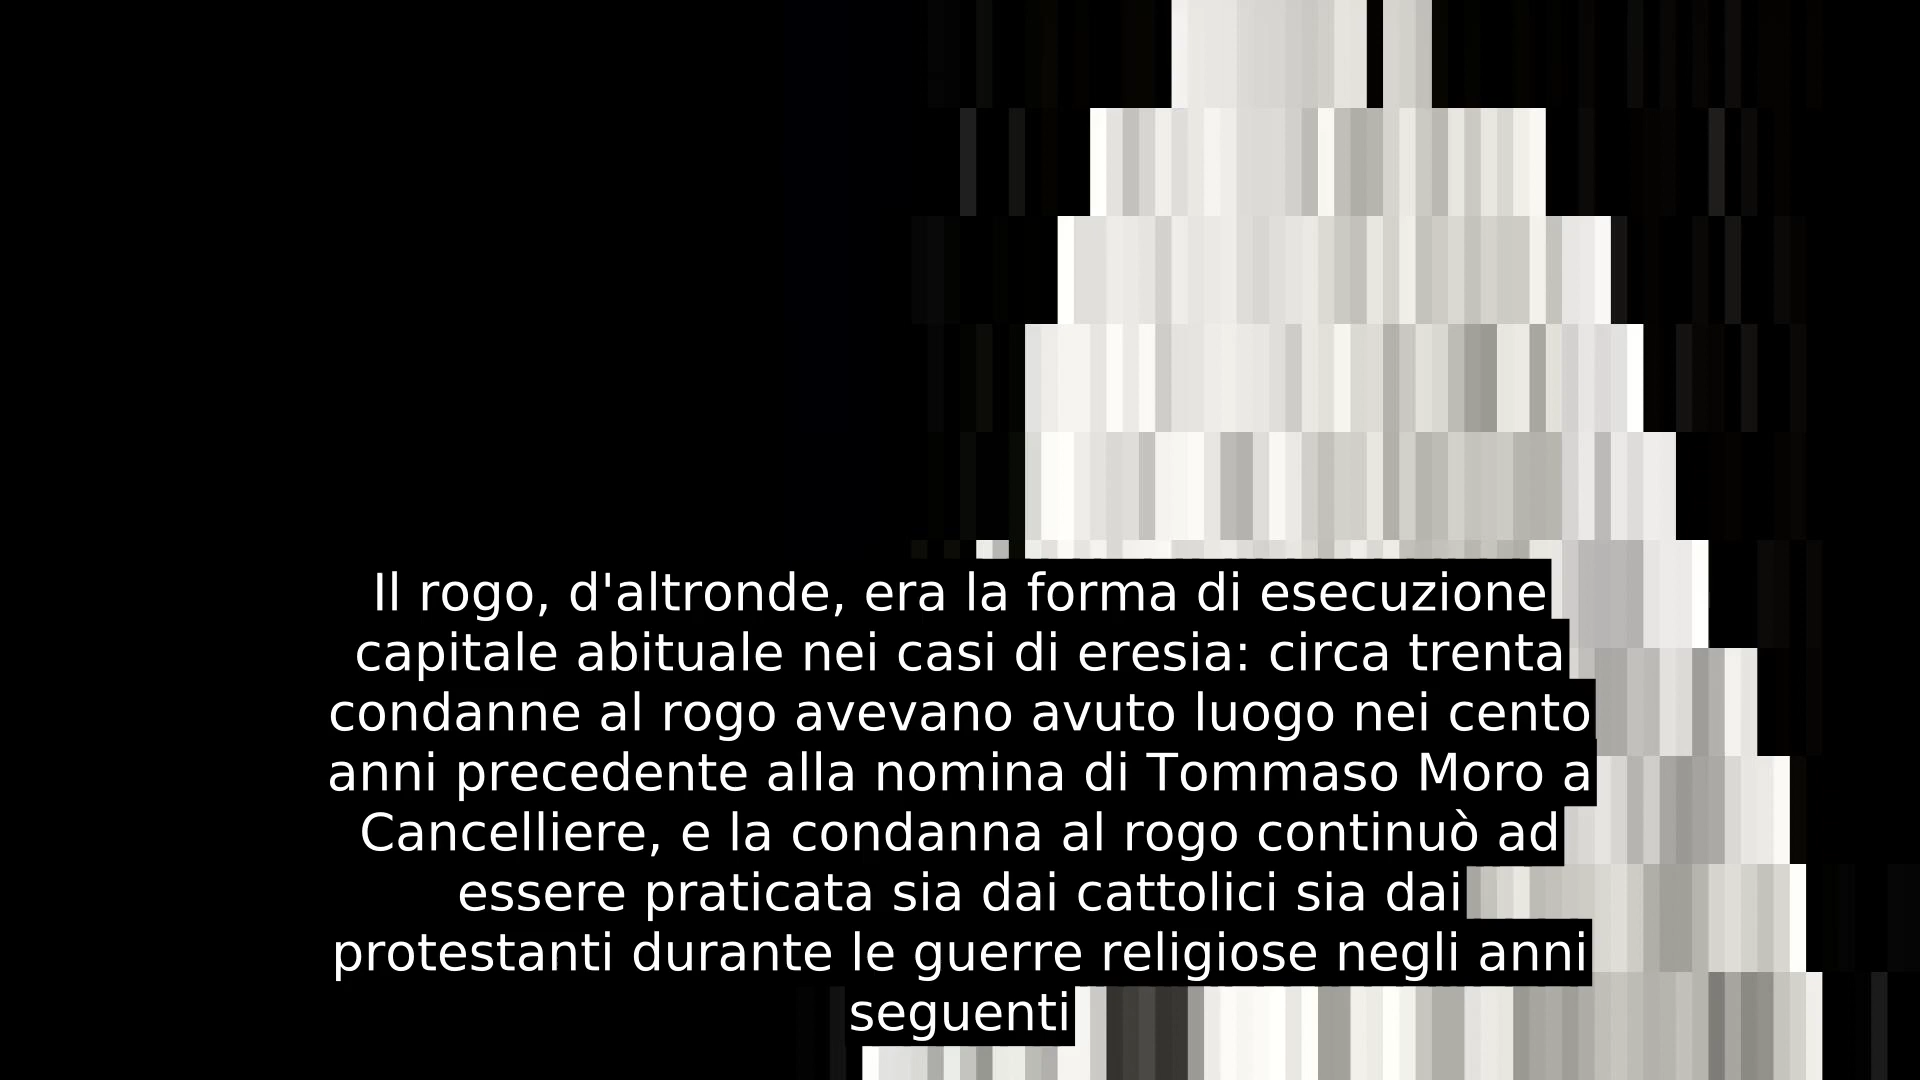 Il rogo, d'altronde, era la forma di esecuzione
capitale abituale nei casi di eresia: circa trenta
condanne al rogo avevano avuto luogo nei cento
anni precedente alla nomina di Tommaso Moro a
Cancelliere, e la condanna al rogo continuò ad
essere praticata sia dai cattolici sia dai
protestanti durante le guerre religiose negli anni
seguenti